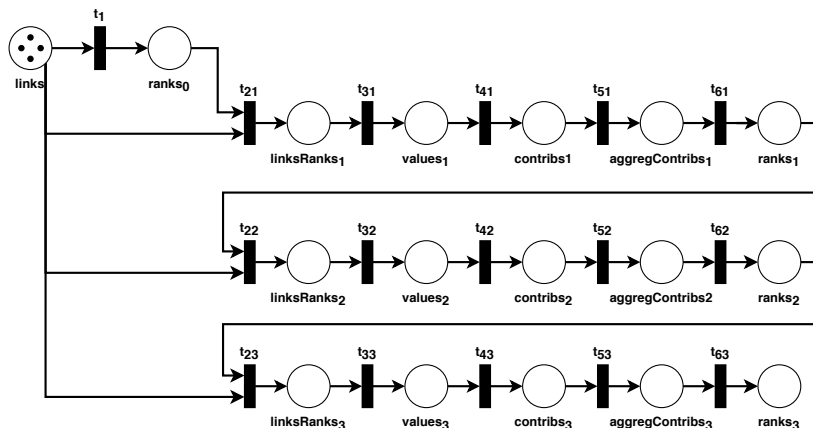 t1
links
ranks0
t21 t31 t41 t51 t61
linksRanks1 values1 contribs1 aggregContribs1 ranks1
t22 t32 t42 t52 t62
linksRanks2 values2 contribs2 aggregContribs2 ranks2
t23 t33 t43 t53 t63
linksRanks3 values3 contribs3 aggregContribs3 ranks3